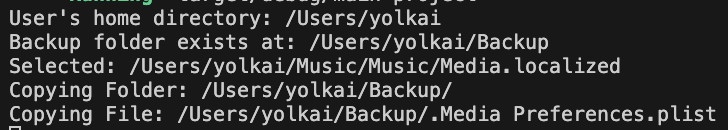 User's home directory: /Users/yolkai
Backup folder exists at: /Users/yolkai/Backup
Selected: /Users/yolkai/Music/Music/Media.localized
Copying Folder: /Users/yolkai/Backup/
Copying File: /Users/yolkai/Backup/.Media Preferences.plist